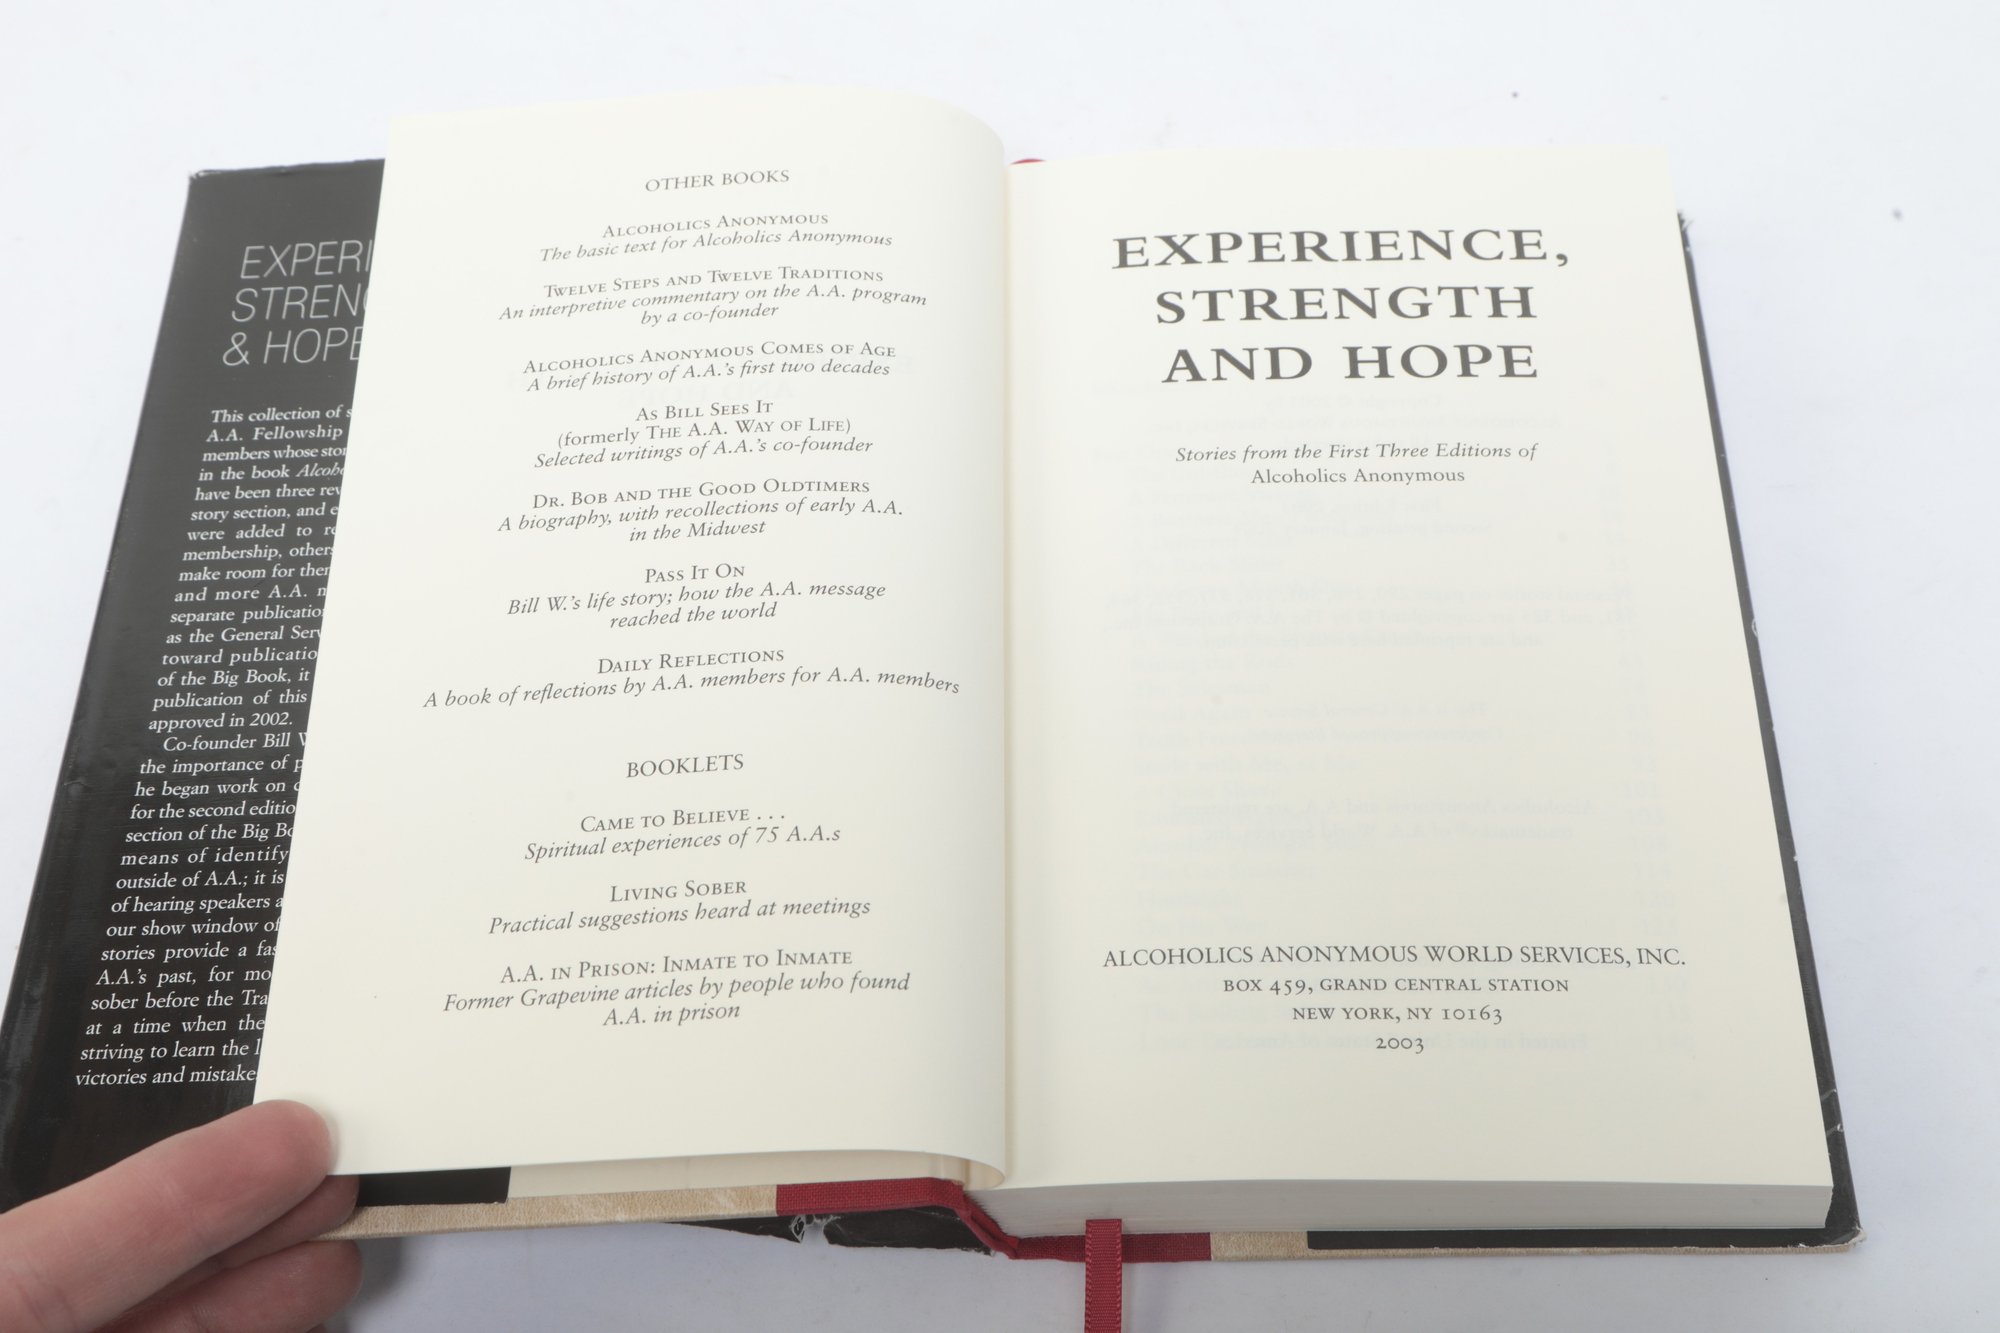 EXPERI
STRENG
& HOPE
This collection of s
A.A. Fellowship
members whose stor
in the book Alcoho
have been three rev
story section, and e
were added to re
membership, others
make room for them
and more A.A. m
separate publication
as the General Serv
toward publicatio
of the Big Book, it
publication of this
approved in 2002.
Co-founder Bill W
the importance of p
he began work on c
for the second editio
section of the Big Bo
means of identify
outside of A.A.; it is
of hearing speakers a
our show window of
stories provide a fas
A.A.'s past, for mo
sober before the Tra
at a time when the
striving to learn the l
victories and mistake
OTHER BOOKS
ALCOHOLICS ANONYMOUS
The basic text for Alcoholics Anonymous
TWELVE STEPS AND TWELVE TRADITIONS
An interpretive commentary on the A.A. program
by a co-founder
ALCOHOLICS ANONYMOUS COMES OF AGE
A brief history of A.A.'s first two decades
AS BILL SEES IT
(formerly THE A.A. WAY OF LIFE)
Selected writings of A.A.'s co-founder
DR. BOB AND THE GOOD OLDTIMERS
A biography, with recollections of early A.A.
in the Midwest
PASS IT ON
Bill W.'s life story; how the A.A. message
reached the world
DAILY REFLECTIONS
A book of reflections by A.A. members for A.A. members
BOOKLETS
CAME TO BELIEVE . . .
Spiritual experiences of 75 A.A.s
LIVING SOBER
Practical suggestions heard at meetings
A.A. IN PRISON: INMATE TO INMATE
Former Grapevine articles by people who found
A.A. in prison
EXPERIENCE,
STRENGTH
AND HOPE
Stories from the First Three Editions of
Alcoholics Anonymous
ALCOHOLICS ANONYMOUS WORLD SERVICES, INC.
BOX 459, GRAND CENTRAL STATION
NEW YORK, NY 10163
2003